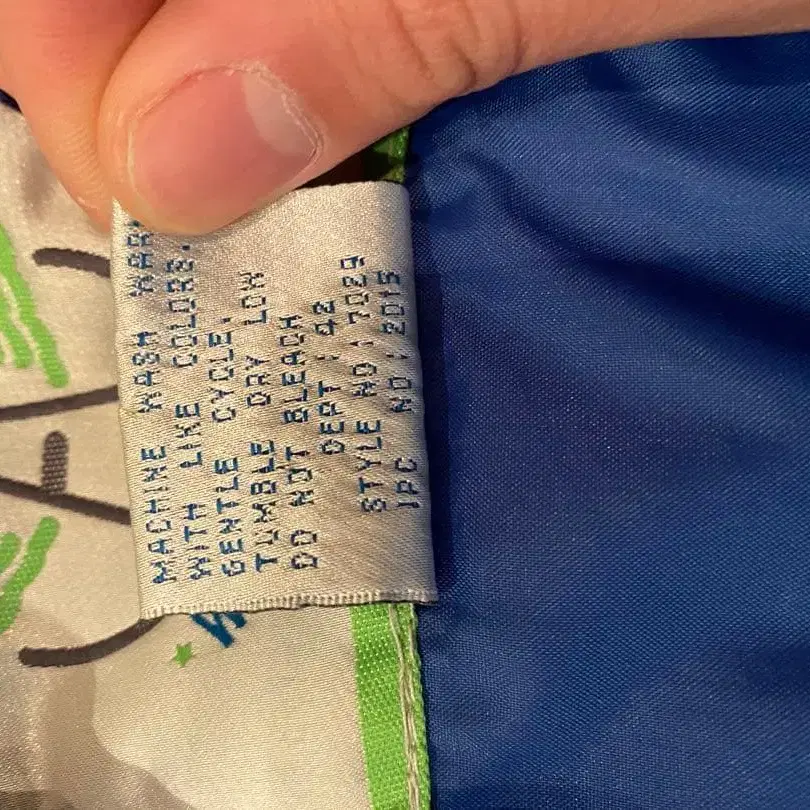 MACHINE WASH WARM
WITH LIKE COLORS.
GENTLE CYCLE.
TUMBLE DRY LOW
DO NOT BLEACH
DEPT : 42
STYLE NO : 7029
IPC NO : 2015